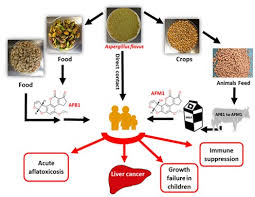 Aspergillus flavus
Food
Food
Crops
Animals Feed
Direct contact
AFB1
AFM1
AFB1 to AFM1
Acute
aflatoxicosis
Liver cancer
Growth
failure in
children
Immune
suppression